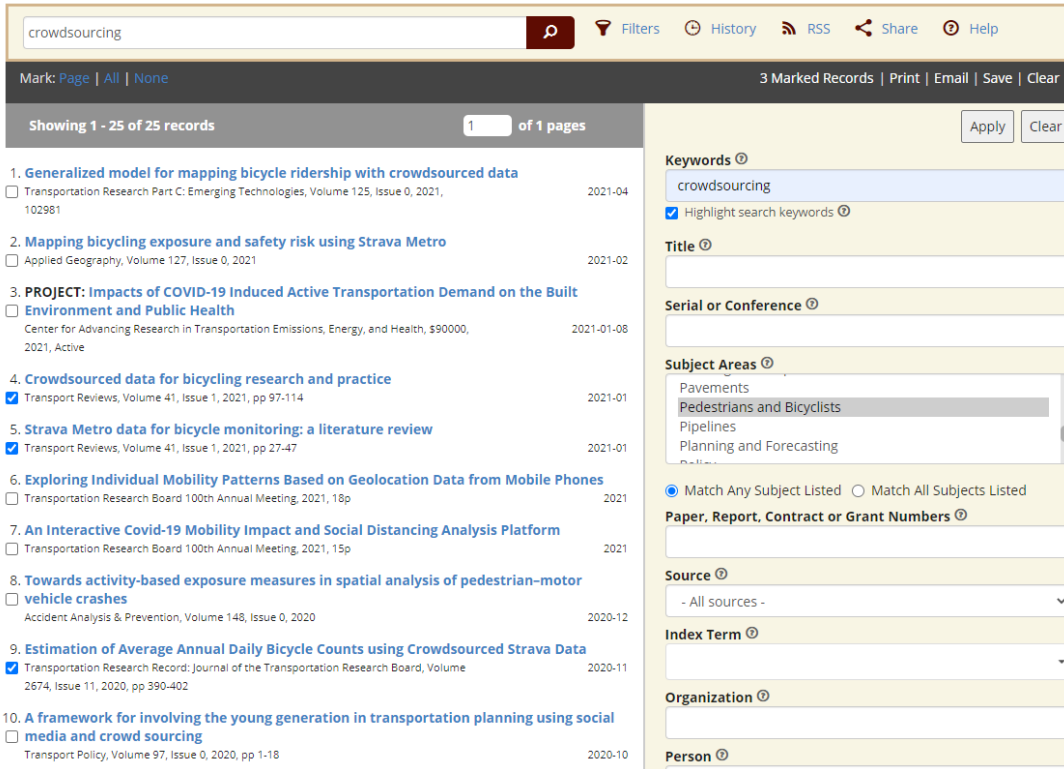 crowdsourcing
Filters
History
RSS
Share
Help
Mark: Page | All | None
3 Marked Records | Print | Email | Save | Clear
Showing 1 - 25 of 25 records
1 of 1 pages
1. Generalized model for mapping bicycle ridership with crowdsourced data
Transportation Research Part C: Emerging Technologies, Volume 125, Issue 0, 2021,
102981
2021-04
2. Mapping bicycling exposure and safety risk using Strava Metro
Applied Geography, Volume 127, Issue 0, 2021
2021-02
3. PROJECT: Impacts of COVID-19 Induced Active Transportation Demand on the Built
Environment and Public Health
Center for Advancing Research in Transportation Emissions, Energy, and Health, $90000,
2021, Active
2021-01-08
4. Crowdsourced data for bicycling research and practice
Transport Reviews, Volume 41, Issue 1, 2021, pp 97-114
2021-01
5. Strava Metro data for bicycle monitoring: a literature review
Transport Reviews, Volume 41, Issue 1, 2021, pp 27-47
2021-01
6. Exploring Individual Mobility Patterns Based on Geolocation Data from Mobile Phones
Transportation Research Board 100th Annual Meeting, 2021, 18p
2021
7. An Interactive Covid-19 Mobility Impact and Social Distancing Analysis Platform
Transportation Research Board 100th Annual Meeting, 2021, 15p
2021
8. Towards activity-based exposure measures in spatial analysis of pedestrian–motor
vehicle crashes
Accident Analysis & Prevention, Volume 148, Issue 0, 2020
2020-12
9. Estimation of Average Annual Daily Bicycle Counts using Crowdsourced Strava Data
Transportation Research Record: Journal of the Transportation Research Board, Volume
2674, Issue 11, 2020, pp 390-402
2020-11
10. A framework for involving the young generation in transportation planning using social
media and crowd sourcing
Transport Policy, Volume 97, Issue 0, 2020, pp 1-18
2020-10
Apply
Clear
Keywords
crowdsourcing
Highlight search keywords
Title
Serial or Conference
Subject Areas
Pavements
Pedestrians and Bicyclists
Pipelines
Planning and Forecasting
Match Any Subject Listed
Match All Subjects Listed
Paper, Report, Contract or Grant Numbers
Source
- All sources -
Index Term
Organization
Person